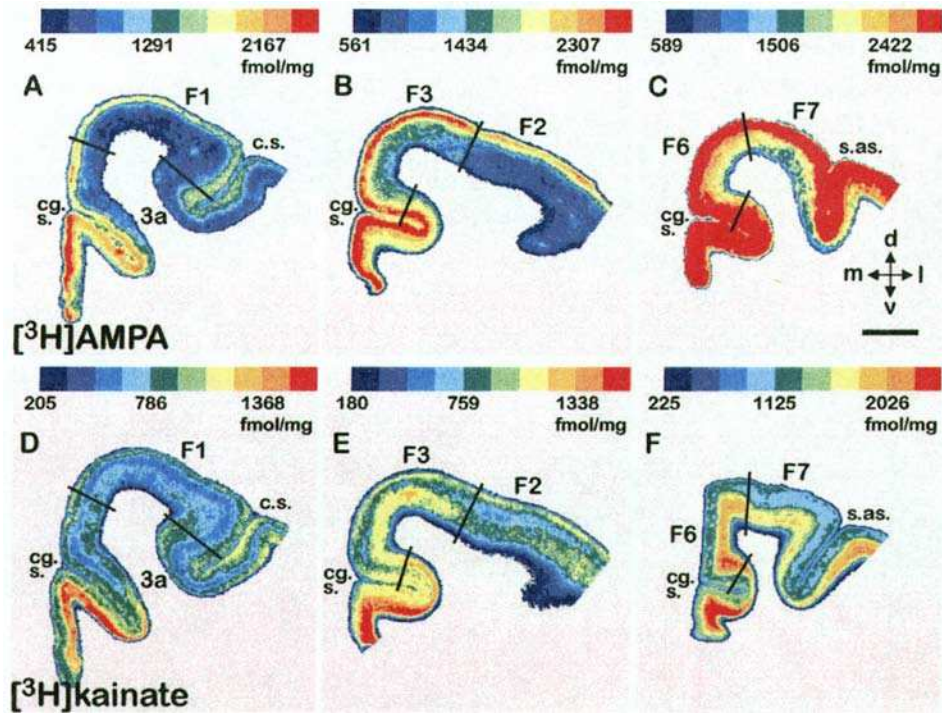 415 1291 2167
fmol/mg
561 1434 2307
fmol/mg
589 1506 2422
fmol/mg
A F1 c.s. cg. s. 3a
B F3 F2 cg. s.
C F7 F6 s.as. cg. s.
d
m l
v
[³H]AMPA
205 786 1368
fmol/mg
180 759 1338
fmol/mg
225 1125 2026
fmol/mg
D F1 c.s. cg. s. 3a
E F3 F2 cg. s.
F F7 F6 s.as. cg. s.
[³H]kainate